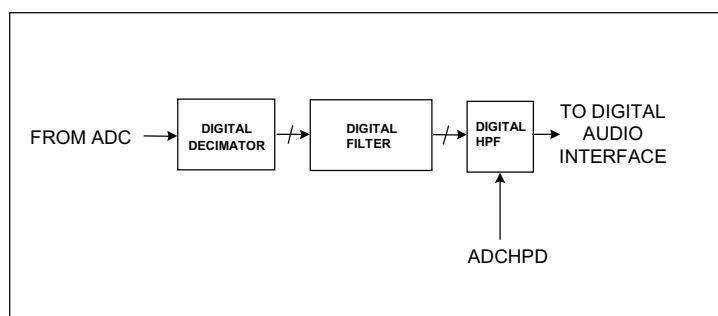 FROM ADC
DIGITAL
DECIMATOR
DIGITAL
FILTER
DIGITAL
HPF
TO DIGITAL
AUDIO
INTERFACE
ADCHPD